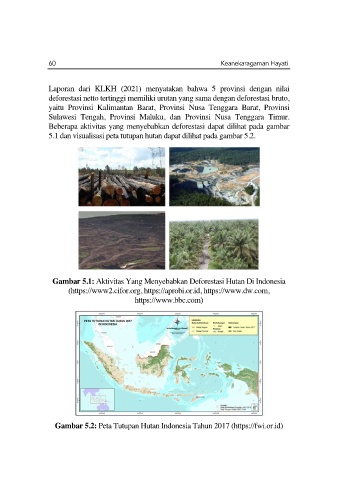 60 Keanekaragaman Hayati
Laporan dari KLKH (2021) menyatakan bahwa 5 provinsi dengan nilai
deforestasi netto tertinggi memiliki urutan yang sama dengan deforestasi bruto,
yaitu Provinsi Kalimantan Barat, Provinsi Nusa Tenggara Barat, Provinsi
Sulawesi Tengah, Provinsi Maluku, dan Provinsi Nusa Tenggara Timur.
Beberapa aktivitas yang menyebabkan deforestasi dapat dilihat pada gambar
5.1 dan visualisasi peta tutupan hutan dapat dilihat pada gambar 5.2.
Gambar 5.1: Aktivitas Yang Menyebabkan Deforestasi Hutan Di Indonesia
(https://www2.cifor.org, https://aprobi.or.id, https://www.dw.com,
https://www.bbc.com)
PETA TUTUPAN HUTAN TAHUN 2017
DI INDONESIA
Gambar 5.2: Peta Tutupan Hutan Indonesia Tahun 2017 (https://fwi.or.id)